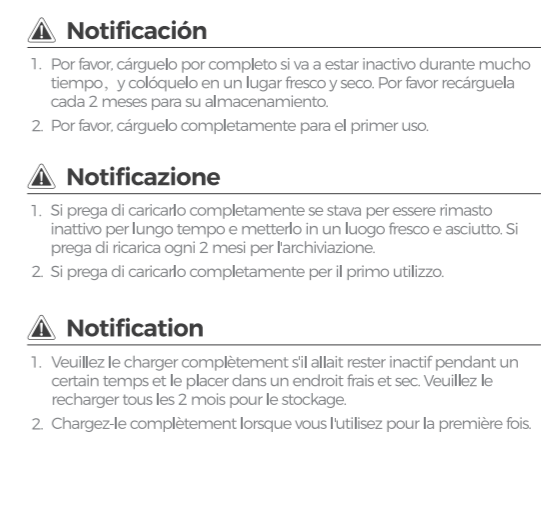 Notificación
1. Por favor, cárguelo por completo si va a estar inactivo durante mucho
tiempo，y colóquelo en un lugar fresco y seco. Por favor recárguela
cada 2 meses para su almacenamiento.
2. Por favor, cárguelo completamente para el primer uso.
Notificazione
1. Si prega di caricarlo completamente se stava per essere rimasto
inattivo per lungo tempo e metterlo in un luogo fresco e asciutto. Si
prega di ricarica ogni 2 mesi per l'archiviazione.
2. Si prega di caricarlo completamente per il primo utilizzo.
Notification
1. Veuillez le charger complètement s'il allait rester inactif pendant un
certain temps et le placer dans un endroit frais et sec. Veuillez le
recharger tous les 2 mois pour le stockage.
2. Chargez-le complètement lorsque vous l'utilisez pour la première fois.